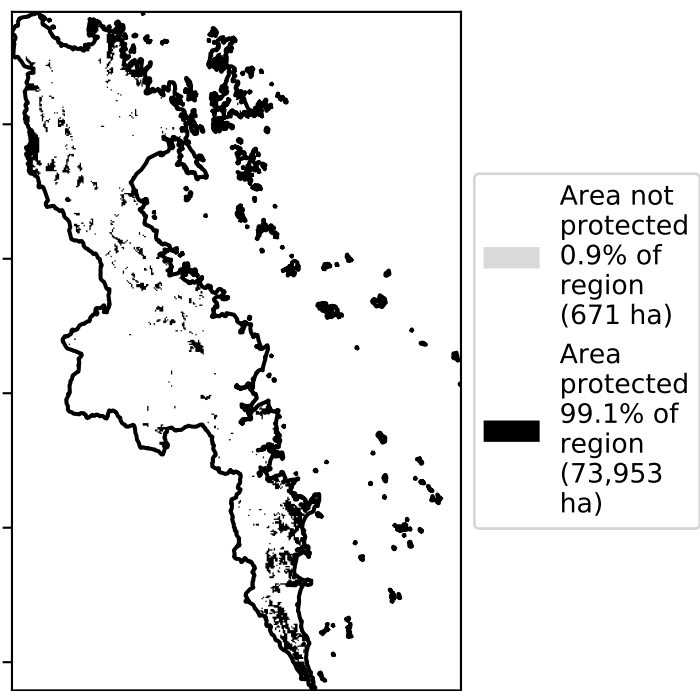 Area not
protected
0.9% of
region
(671 ha)
Area
protected
99.1% of
region
(73,953
ha)